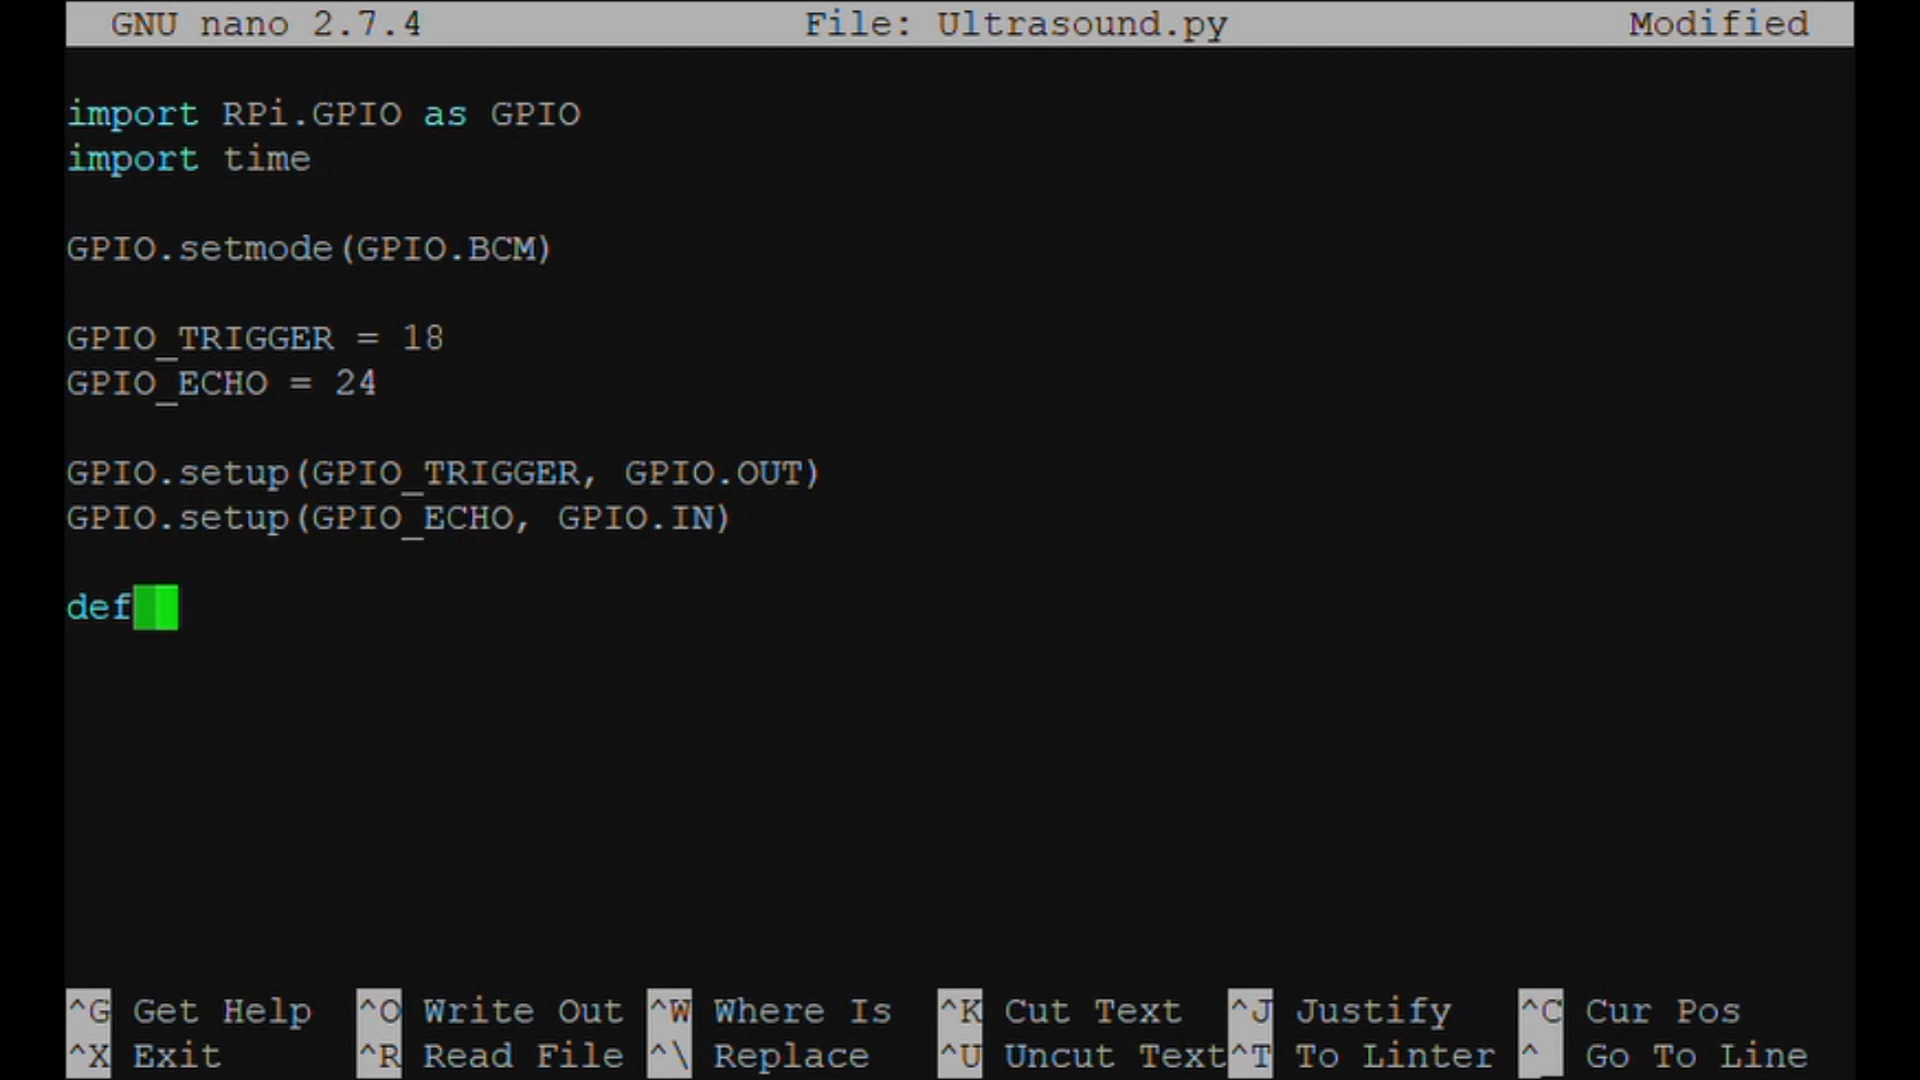 GNU nano 2.7.4 File: Ultrasound.py Modified
import RPi.GPIO as GPIO
import time
GPIO.setmode(GPIO.BCM)
GPIO_TRIGGER = 18
GPIO_ECHO = 24
GPIO.setup(GPIO_TRIGGER, GPIO.OUT)
GPIO.setup(GPIO_ECHO, GPIO.IN)
def
^G Get Help ^O Write Out ^W Where Is ^K Cut Text ^J Justify ^C Cur Pos
^X Exit ^R Read File ^\ Replace ^U Uncut Text ^T To Linter ^_ Go To Line